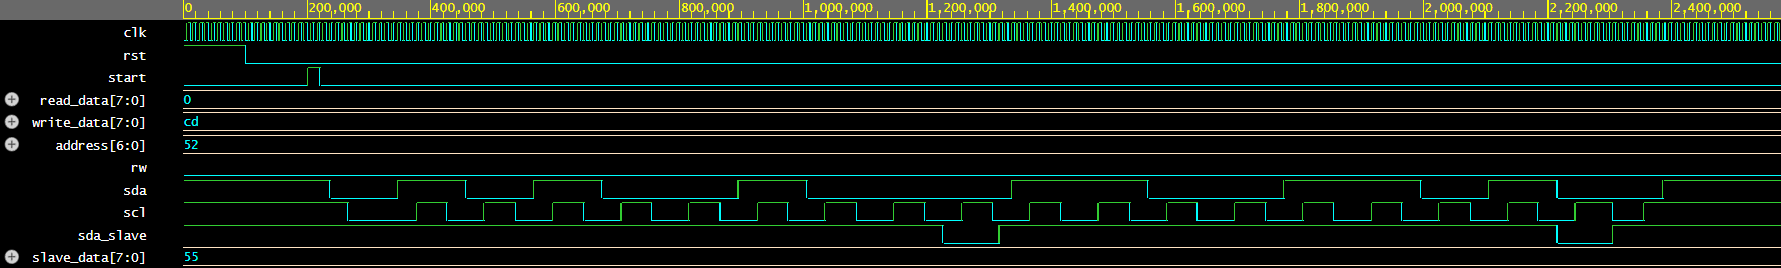 0 200,000 400,000 600,000 800,000 1,000,000 1,200,000 1,400,000 1,600,000 1,800,000 2,000,000 2,200,000 2,400,000
clk
rst
start
read_data[7:0] 0
write_data[7:0] cd
address[6:0] 52
rw
sda
scl
sda_slave
slave_data[7:0] 55